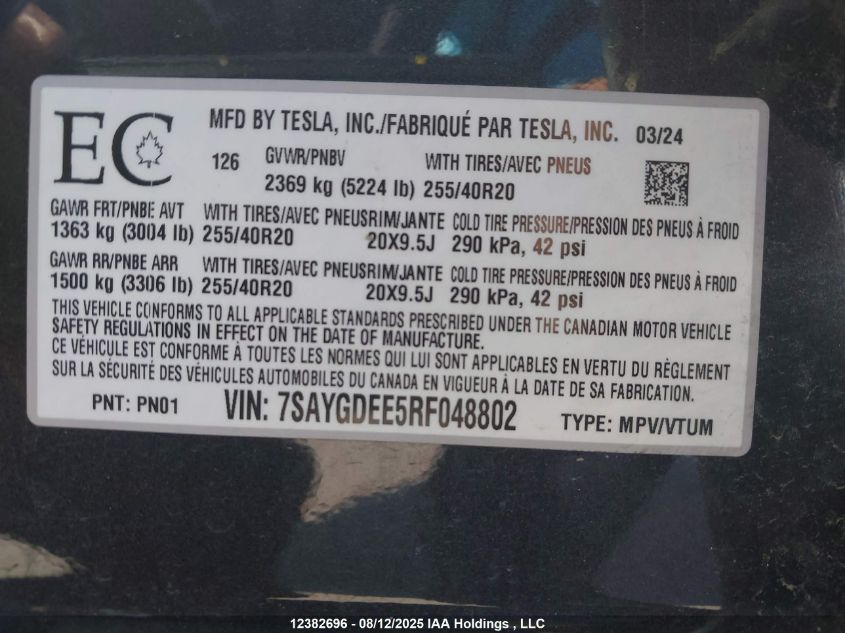 EC
MFD BY TESLA, INC./FABRIQUÉ PAR TESLA, INC. 03/24
126 GVWR/PNBV WITH TIRES/AVEC PNEUS
2369 kg (5224 lb) 255/40R20
GAWR FRT/PNBE AVT WITH TIRES/AVEC PNEUS RIM/JANTE COLD TIRE PRESSURE/PRESSION DES PNEUS À FROID
1363 kg (3004 lb) 255/40R20 20X9.5J 290 kPa, 42 psi
GAWR RR/PNBE ARR WITH TIRES/AVEC PNEUS RIM/JANTE COLD TIRE PRESSURE/PRESSION DES PNEUS À FROID
1500 kg (3306 lb) 255/40R20 20X9.5J 290 kPa, 42 psi
THIS VEHICLE CONFORMS TO ALL APPLICABLE STANDARDS PRESCRIBED UNDER THE CANADIAN MOTOR VEHICLE
SAFETY REGULATIONS IN EFFECT ON THE DATE OF MANUFACTURE.
CE VÉHICULE EST CONFORME À TOUTES LES NORMES QUI LUI SONT APPLICABLES EN VERTU DU RÈGLEMENT
SUR LA SÉCURITÉ DES VÉHICULES AUTOMOBILES DU CANADA EN VIGUEUR À LA DATE DE SA FABRICATION.
PNT: PN01 VIN: 7SAYGDEE5RF048802 TYPE: MPV/VTUM
12382696 - 08/12/2025 IAA Holdings , LLC